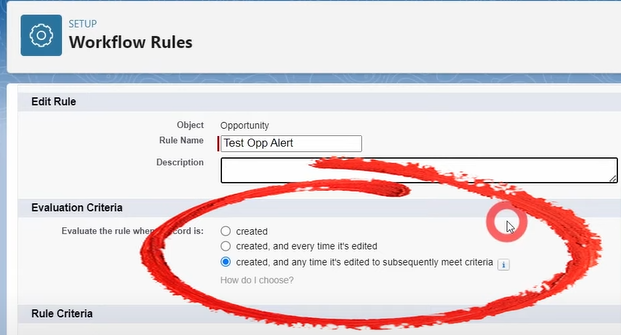 SETUP
Workflow Rules
Edit Rule
Object Opportunity
Rule Name Test Opp Alert
Description
Evaluation Criteria
Evaluate the rule when record is: created
created, and every time it's edited
created, and any time it's edited to subsequently meet criteria i
How do I choose?
Rule Criteria